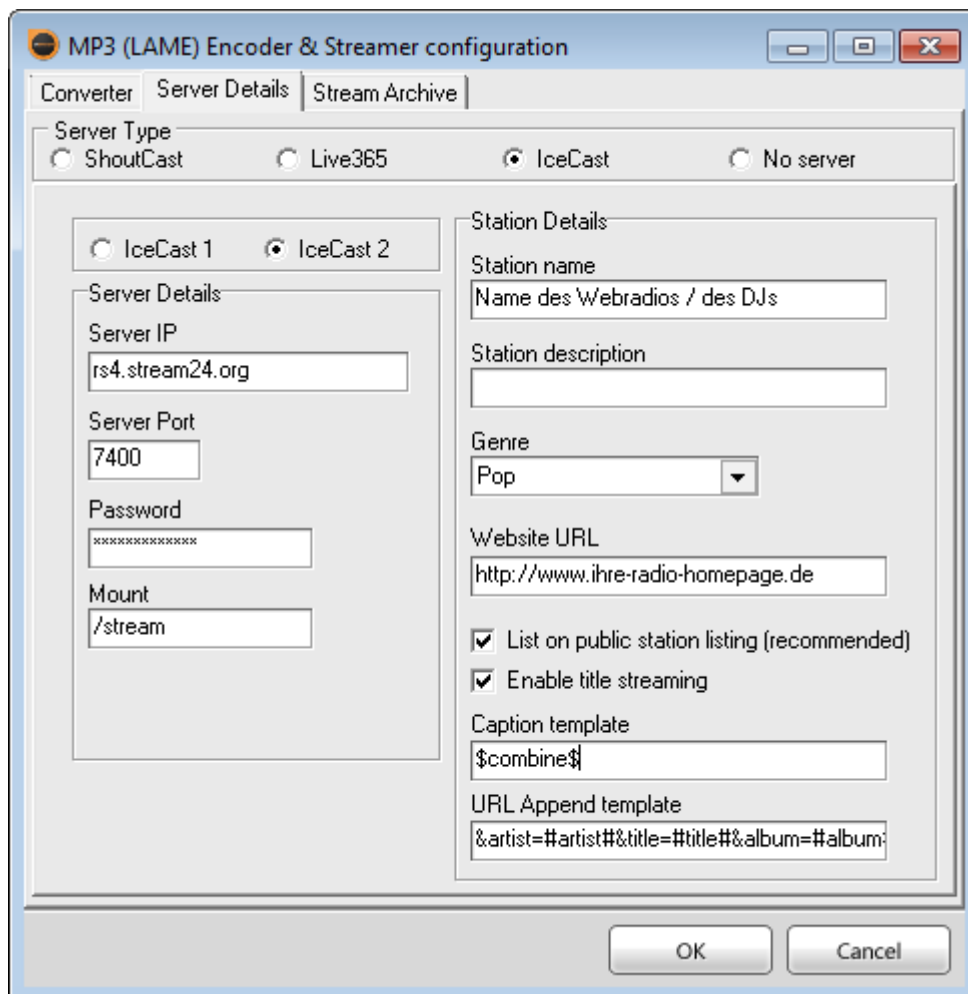 MP3 (LAME) Encoder & Streamer configuration
Converter Server Details Stream Archive
Server Type
ShoutCast Live365 IceCast No server
IceCast 1 IceCast 2
Server Details
Server IP
rs4.stream24.org
Server Port
7400
Password
*************
Mount
/stream
Station Details
Station name
Name des Webradios / des DJs
Station description
Genre
Pop
Website URL
http://www.ihre-radio-homepage.de
List on public station listing (recommended)
Enable title streaming
Caption template
$combine$
URL Append template
&artist=#artist#&title=#title#&album=#album
OK Cancel